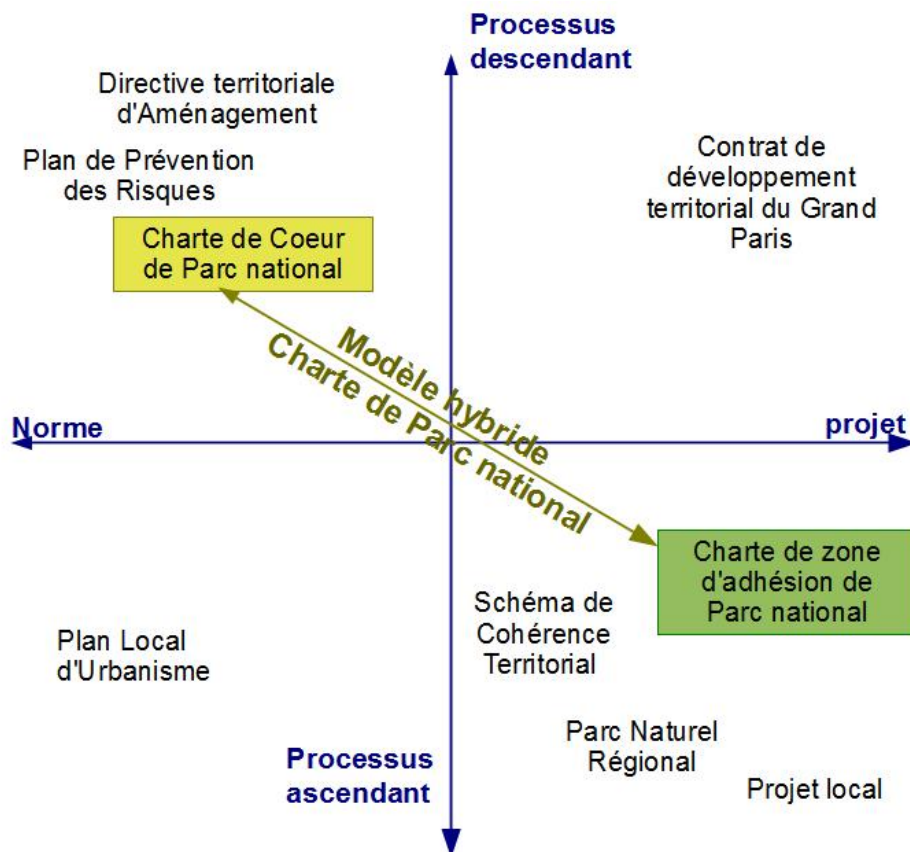 Processus
descendant
Directive territoriale
d'Aménagement
Plan de Prévention
des Risques
Contrat de
développement
territorial du Grand
Paris
Charte de Coeur
de Parc national
Modèle hybride
Charte de Parc national
Norme
projet
Charte de zone
d'adhésion de
Parc national
Schéma de
Cohérence
Territorial
Plan Local
d'Urbanisme
Parc Naturel
Régional
Processus
ascendant
Projet local